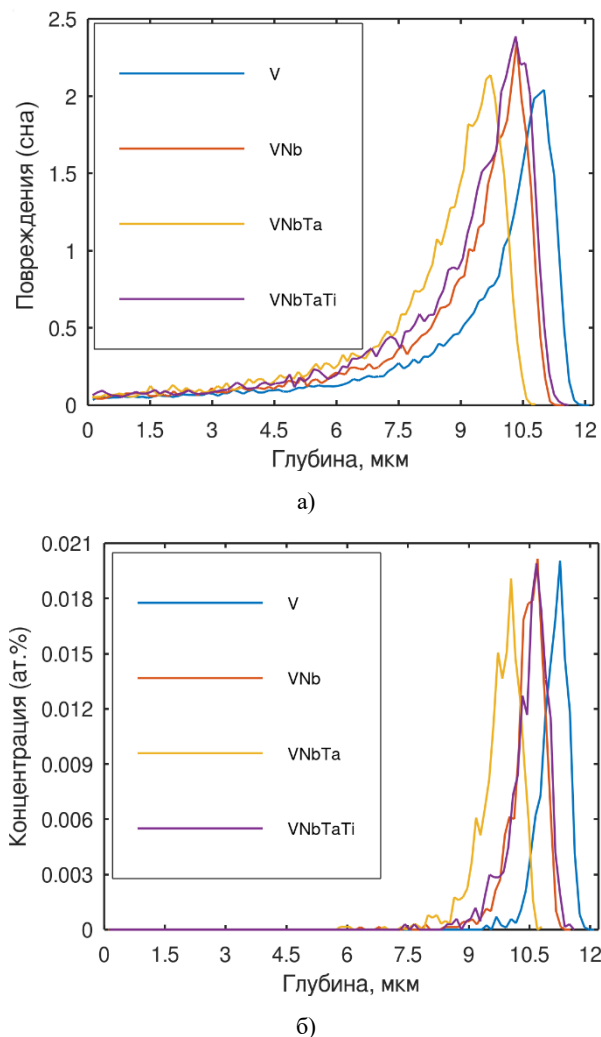 2.5
2
1.5
1
0.5
0
Повреждения (сна)
V
VNb
VNbTa
VNbTaTi
0 1.5 3 4.5 6 7.5 9 10.5 12
Глубина, мкм
а)
0.021
0.018
0.015
0.012
0.009
0.006
0.003
0
Концентрация (ат.%)
V
VNb
VNbTa
VNbTaTi
0 1.5 3 4.5 6 7.5 9 10.5 12
Глубина, мкм
б)